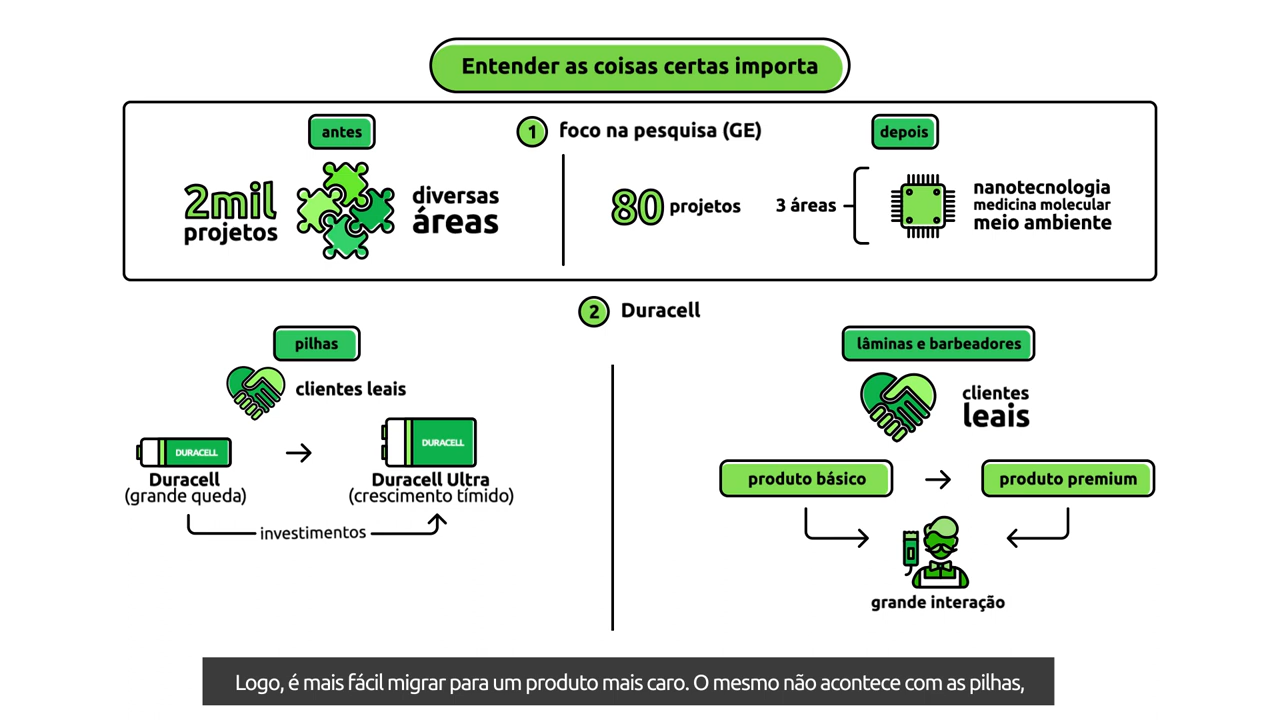 Entender as coisas certas importa
antes
1 foco na pesquisa (GE)
depois
2mil
projetos
diversas
áreas
80 projetos
3 áreas
nanotecnologia
medicina molecular
meio ambiente
2 Duracell
pilhas
clientes leais
DURACELL
DURACELL
Duracell
(grande queda)
Duracell Ultra
(crescimento tímido)
investimentos
lâminas e barbeadores
clientes
leais
produto básico
produto premium
grande interação
Logo, é mais fácil migrar para um produto mais caro. O mesmo não acontece com as pilhas,